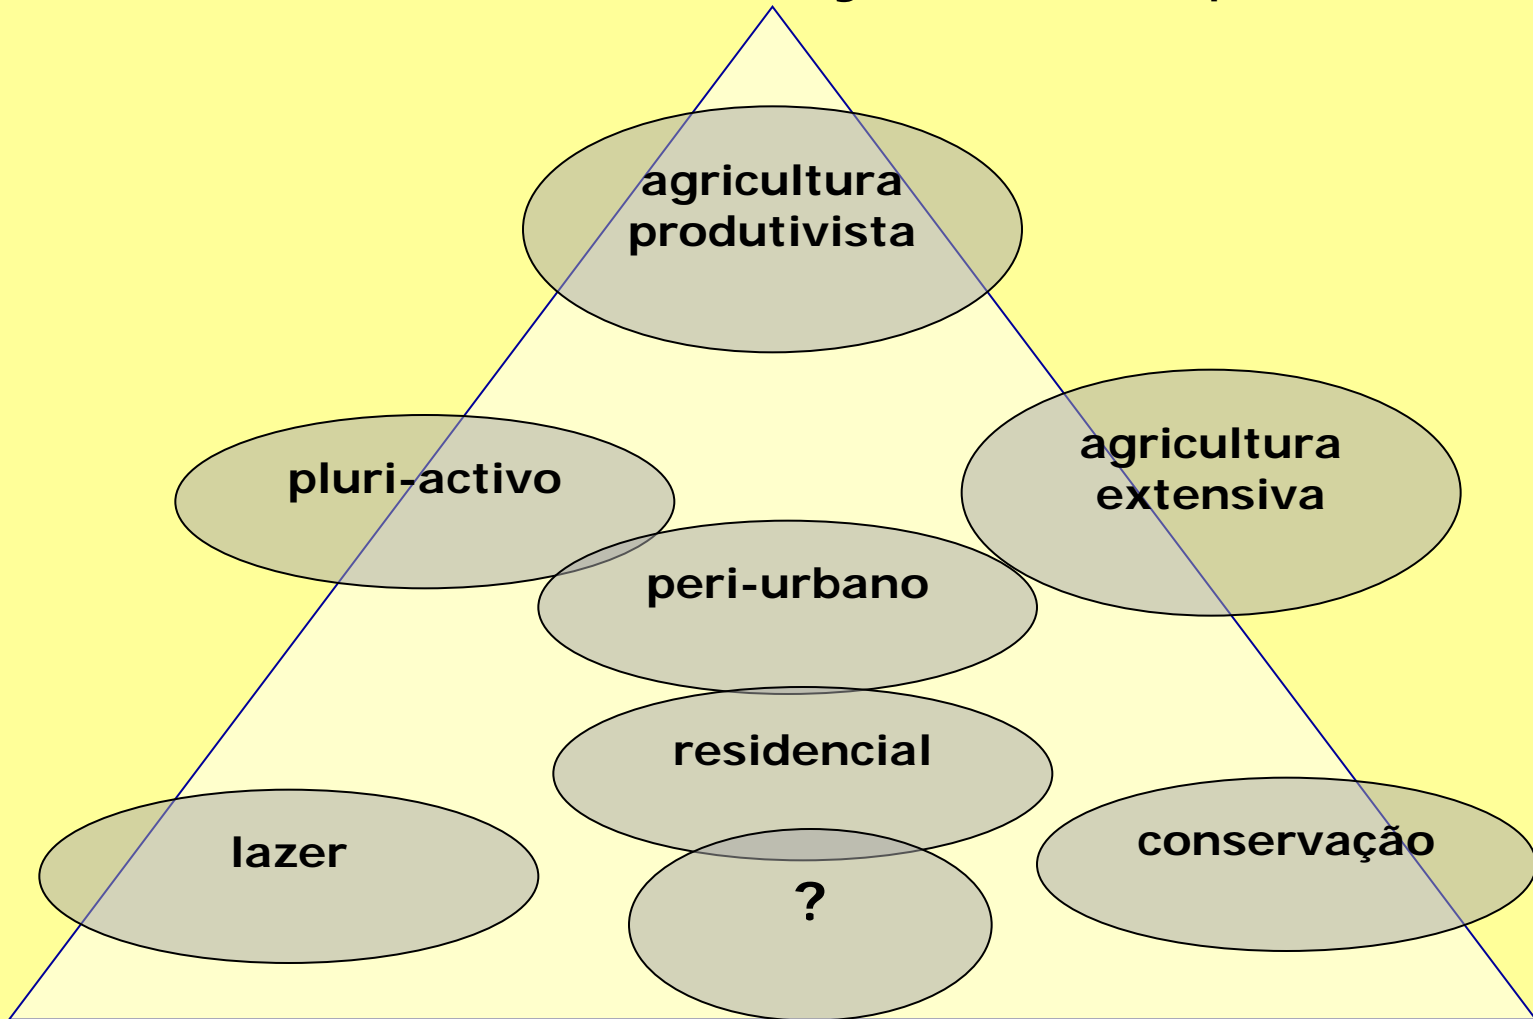 agricultura
produtivista
pluri-activo
agricultura
extensiva
peri-urbano
residencial
lazer
conservação
?